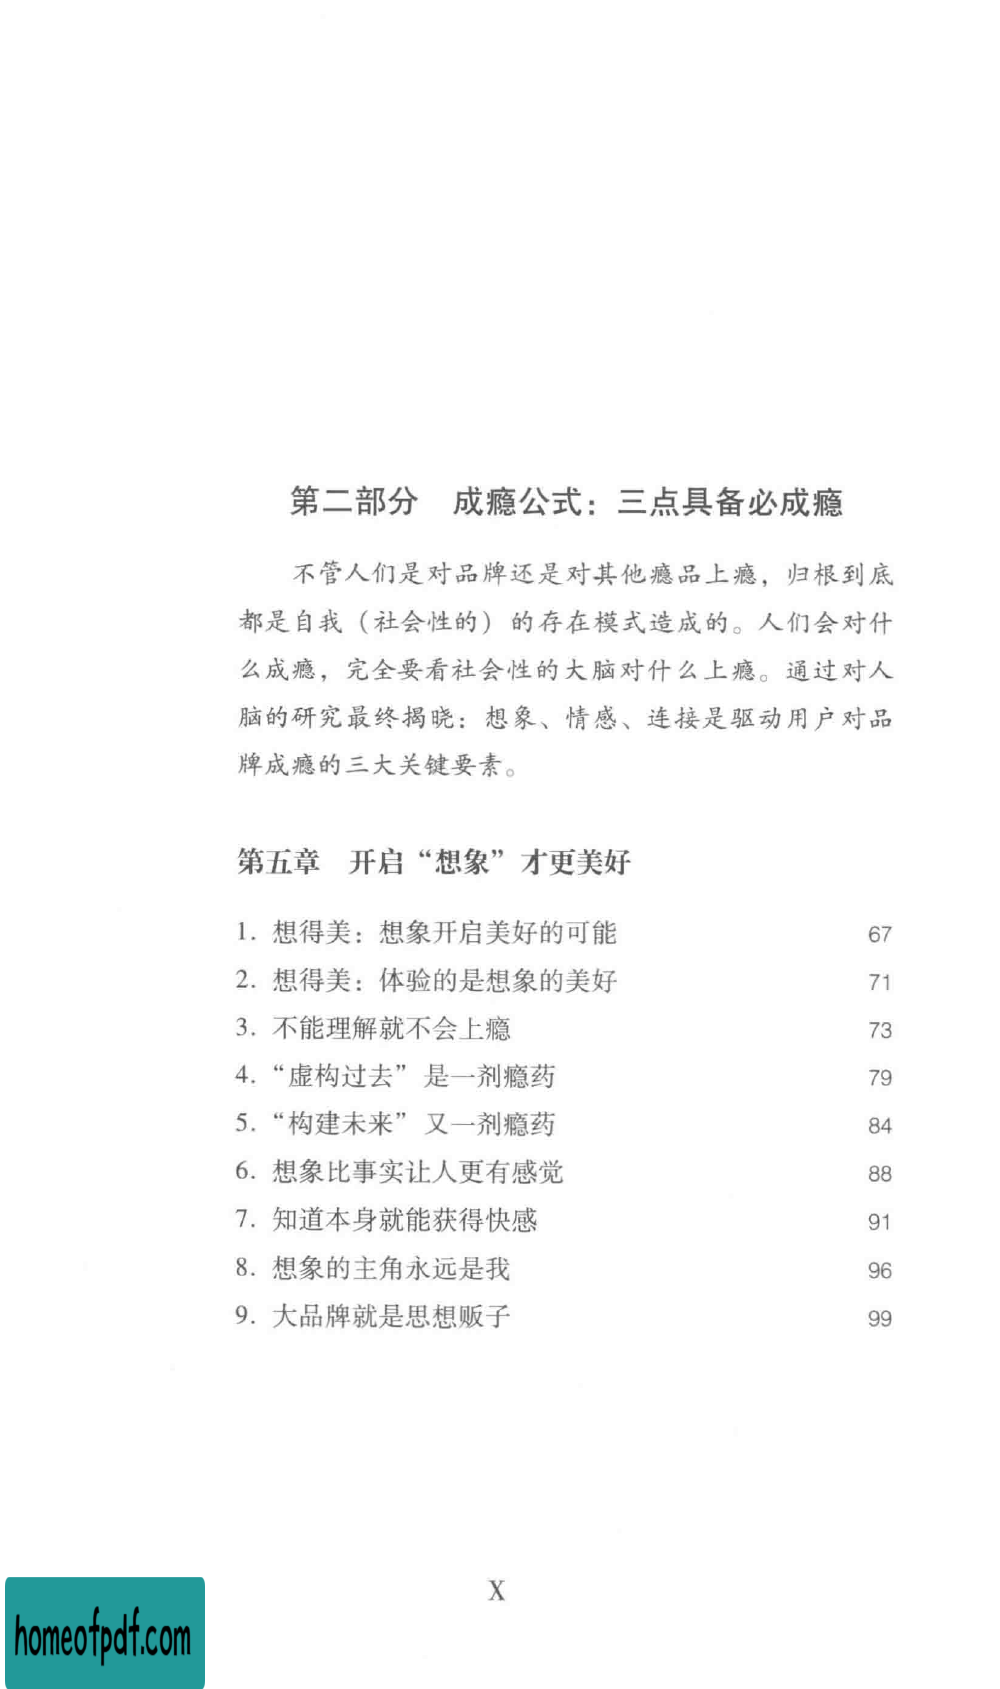 第二部分 成瘾公式：三点具备必成瘾
不管人们是对品牌还是对其他瘾品上瘾，归根到底
都是自我（社会性的）的存在模式造成的。人们会对什
么成瘾，完全要看社会性的大脑对什么上瘾。通过对人
脑的研究最终揭晓：想象、情感、连接是驱动用户对品
牌成瘾的三大关键要素。
第五章 开启“想象”才更美好
1. 想得美：想象开启美好的可能 67
2. 想得美：体验的是想象的美好 71
3. 不能理解就不会上瘾 73
4. “虚构过去”是一剂瘾药 79
5. “构建未来”又一剂瘾药 84
6. 想象比事实让人更有感觉 88
7. 知道本身就能获得快感 91
8. 想象的主角永远是我 96
9. 大品牌就是思想贩子 99
X
homeofpdf.com